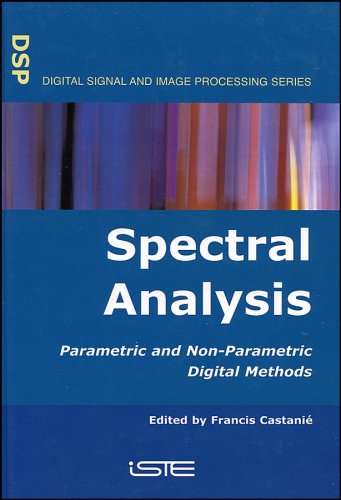 DSP
DIGITAL SIGNAL AND IMAGE PROCESSING SERIES
Spectral
Analysis
Parametric and Non-Parametric
Digital Methods
Edited by Francis Castanié
iSTE